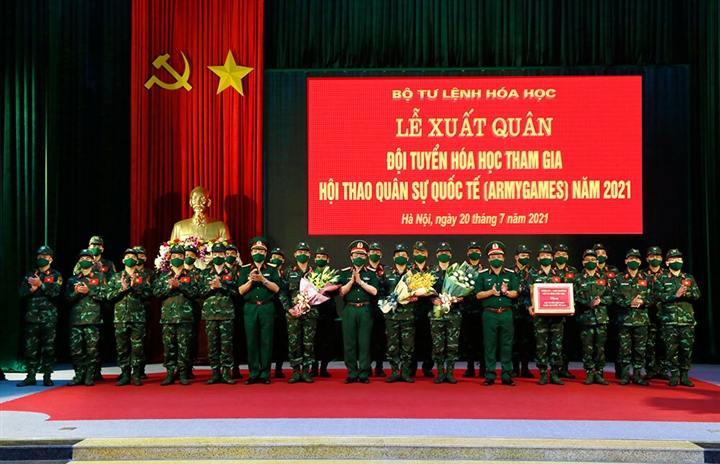 BỘ TƯ LỆNH HÓA HỌC
LỄ XUẤT QUÂN
ĐỘI TUYỂN HÓA HỌC THAM GIA
HỘI THAO QUÂN SỰ QUỐC TẾ (ARMYGAMES) NĂM 2021
Hà Nội, ngày 20 tháng 7 năm 2021